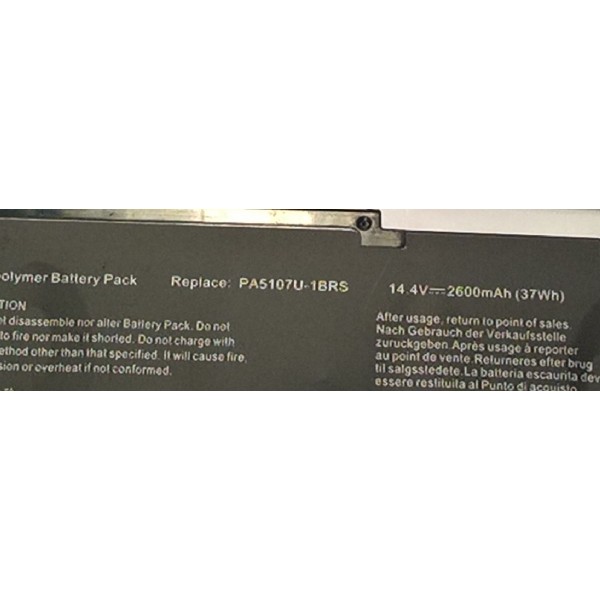 olymer Battery Pack Replace: PA5107U-1BRS 14.4V⎓2600mAh (37Wh)
TION
ot disassemble nor alter Battery Pack. Do not
to fire nor make it shorted. Do not charge with
ethod other than that specified. It will cause fire,
sion or overheat if not conformed.
After usage, return to point of sales.
Nach Gebrauch der Verkaufsstelle
zuruckgeben. Après usage à reporter
au point de vente. Returneres efter brug
til salgssledete. La batteria escaurita dev
essere restituita al Punto di acquisto